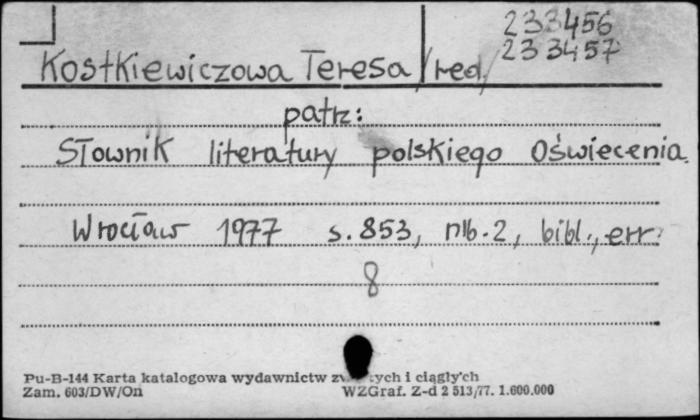 233456
233457
Kostkiewiczowa Teresa /red/
patrz:
Słownik literatury polskiego Oświecenia.
Wrocław 1977 s. 853, nlb. 2, bibl., err.
8
Pu-B-144 Karta katalogowa wydawnictw i ciągłych
Zam. 603/DW/On WZGraf. Z-d 2 513/77. 1.600.000